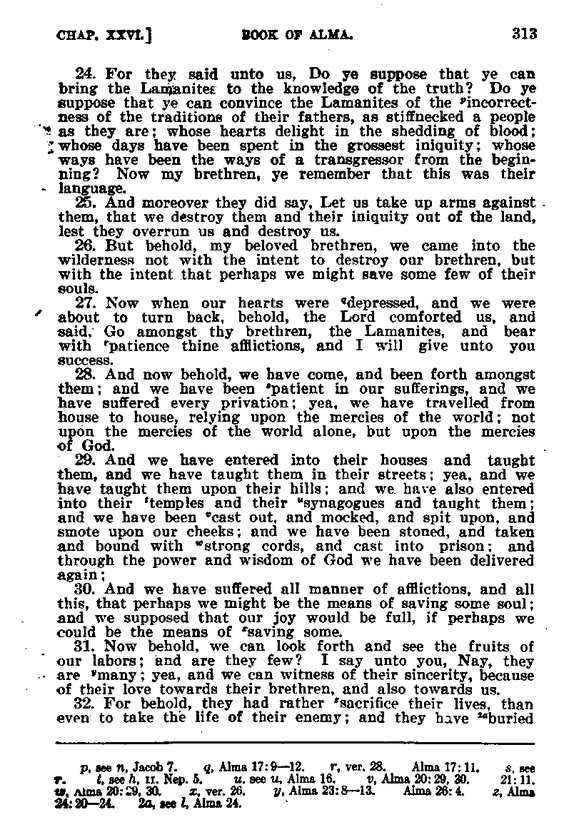 CHAP. XXVI.] BOOK OF ALMA. 313
24. For they said unto us, Do ye suppose that ye can
bring the Lamanites to the knowledge of the truth? Do ye
suppose that ye can convince the Lamanites of the ᵖincorrect-
ness of the traditions of their fathers, as stiffnecked a people
as they are; whose hearts delight in the shedding of blood;
whose days have been spent in the grossest iniquity; whose
ways have been the ways of a transgressor from the begin-
ning? Now my brethren, ye remember that this was their
language.
25. And moreover they did say, Let us take up arms against
them, that we destroy them and their iniquity out of the land,
lest they overrun us and destroy us.
26. But behold, my beloved brethren, we came into the
wilderness not with the intent to destroy our brethren, but
with the intent that perhaps we might save some few of their
souls.
27. Now when our hearts were qdepressed, and we were
about to turn back, behold, the Lord comforted us, and
said, Go amongst thy brethren, the Lamanites, and bear
with ʳpatience thine afflictions, and I will give unto you
success.
28. And now behold, we have come, and been forth amongst
them; and we have been ˢpatient in our sufferings, and we
have suffered every privation; yea, we have travelled from
house to house, relying upon the mercies of the world; not
upon the mercies of the world alone, but upon the mercies
of God.
29. And we have entered into their houses and taught
them, and we have taught them in their streets; yea, and we
have taught them upon their hills; and we have also entered
into their ᵗtemples and their ᵘsynagogues and taught them;
and we have been ᵛcast out, and mocked, and spit upon, and
smote upon our cheeks; and we have been stoned, and taken
and bound with ʷstrong cords, and cast into prison; and
through the power and wisdom of God we have been delivered
again;
30. And we have suffered all manner of afflictions, and all
this, that perhaps we might be the means of saving some soul;
and we supposed that our joy would be full, if perhaps we
could be the means of ˣsaving some.
31. Now behold, we can look forth and see the fruits of
our labors; and are they few? I say unto you, Nay, they
are ʸmany; yea, and we can witness of their sincerity, because
of their love towards their brethren, and also towards us.
32. For behold, they had rather ᶻsacrifice their lives, than
even to take the life of their enemy; and they have ²ᵃburied
p, see n, Jacob 7. q, Alma 17:9—12. r, ver. 28. Alma 17:11. s, see
r. t, see h, II. Nep. 5. u, see u, Alma 16. v, Alma 20:29, 30. 21:11.
w, Alma 20:29, 30. x, ver. 26. y, Alma 23:8—13. Alma 26:4. z, Alma
24:20—24. 2a, see l, Alma 24.